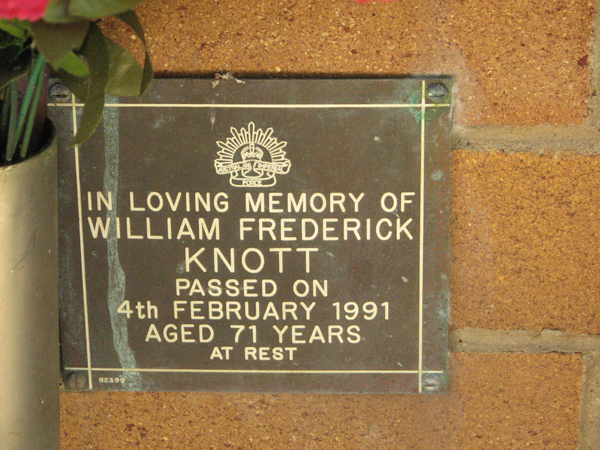 IN LOVING MEMORY OF
WILLIAM FREDERICK
KNOTT
PASSED ON
4th FEBRUARY 1991
AGED 71 YEARS
AT REST